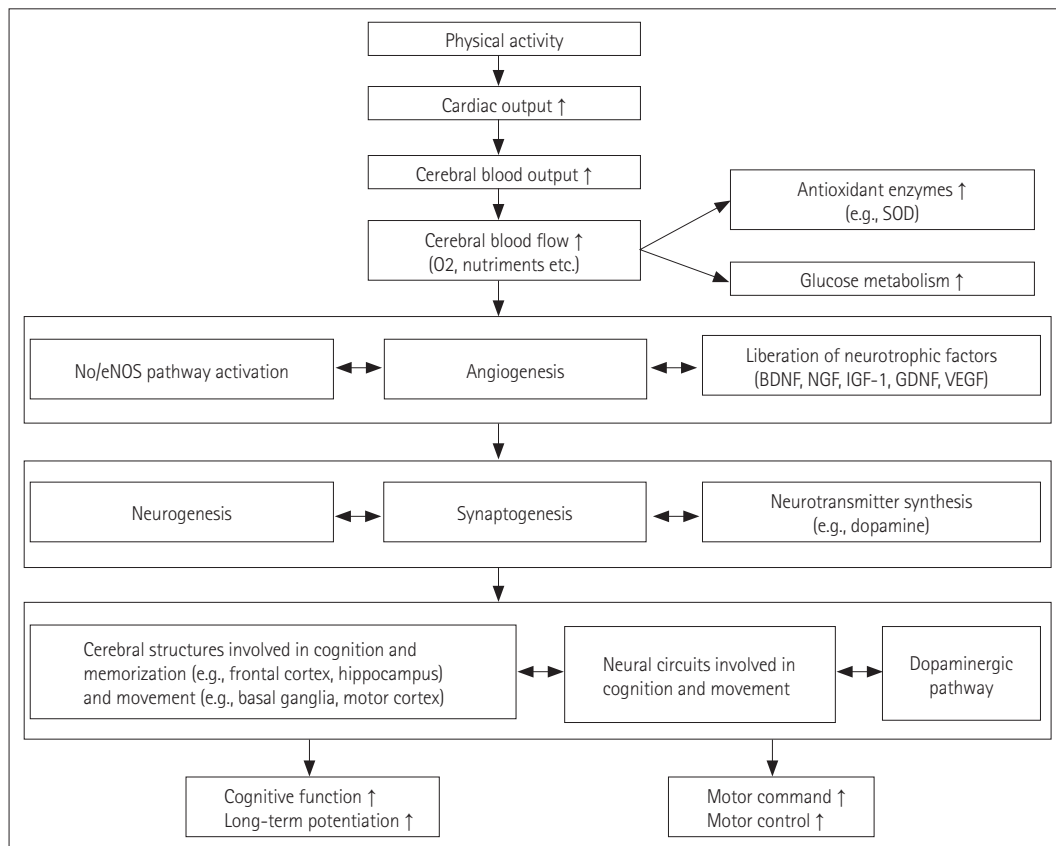 Physical activity
Cardiac output ↑
Cerebral blood output ↑
Cerebral blood flow ↑
(O2, nutriments etc.)
Antioxidant enzymes ↑
(e.g., SOD)
Glucose metabolism ↑
No/eNOS pathway activation
Angiogenesis
Liberation of neurotrophic factors
(BDNF, NGF, IGF-1, GDNF, VEGF)
Neurogenesis
Synaptogenesis
Neurotransmitter synthesis
(e.g., dopamine)
Cerebral structures involved in cognition and
memorization (e.g., frontal cortex, hippocampus)
and movement (e.g., basal ganglia, motor cortex)
Neural circuits involved in
cognition and movement
Dopaminergic
pathway
Cognitive function ↑
Long-term potentiation ↑
Motor command ↑
Motor control ↑